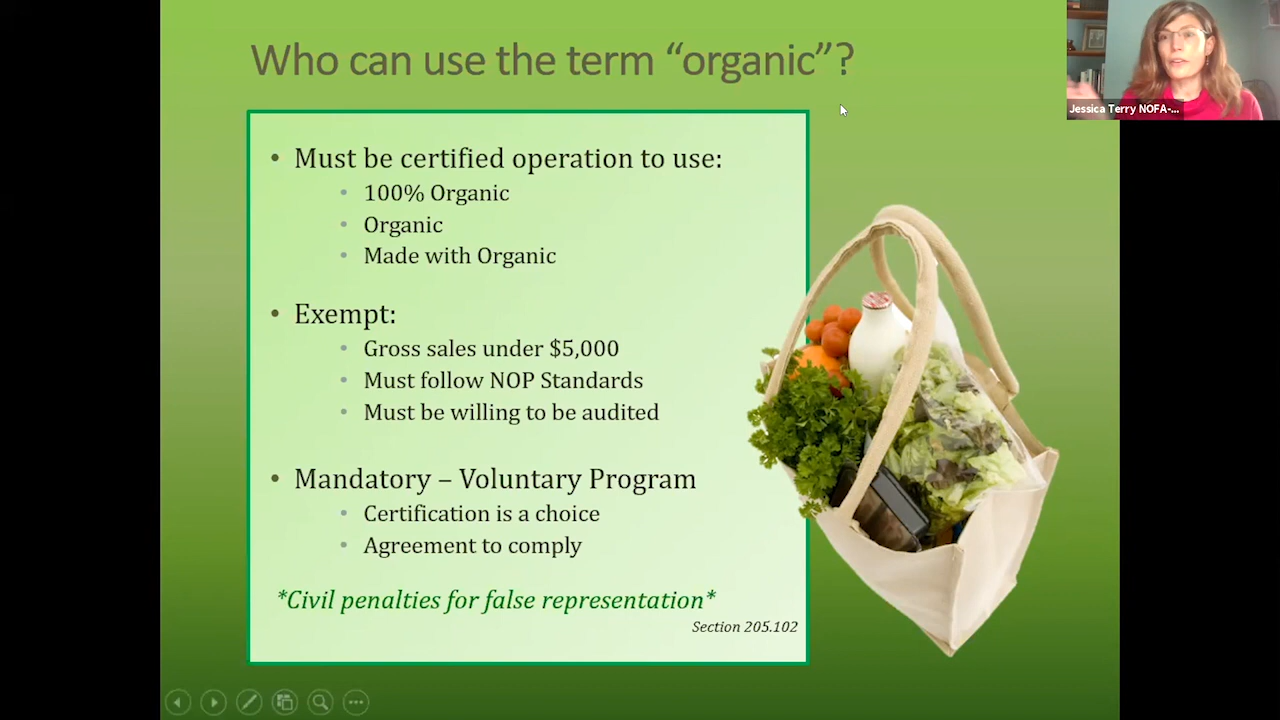 Who can use the term “organic”?
Jessica Terry NOFA-...
• Must be certified operation to use:
• 100% Organic
• Organic
• Made with Organic
• Exempt:
• Gross sales under $5,000
• Must follow NOP Standards
• Must be willing to be audited
• Mandatory – Voluntary Program
• Certification is a choice
• Agreement to comply
*Civil penalties for false representation*
Section 205.102